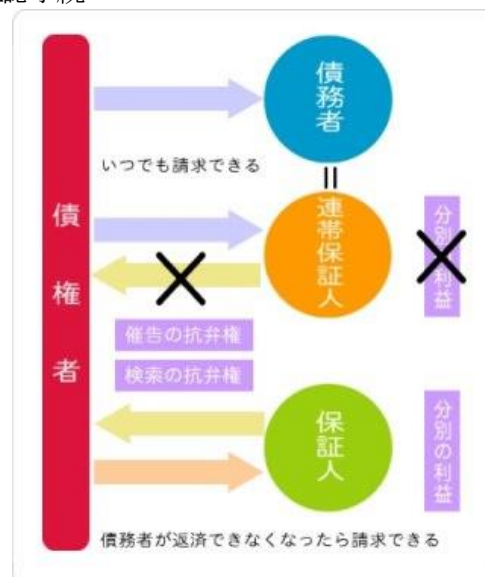 債権者
債務者
いつでも請求できる
=
連帯保証人
分別の利益
催告の抗弁権
検索の抗弁権
保証人
分別の利益
債務者が返済できなくなったら請求できる